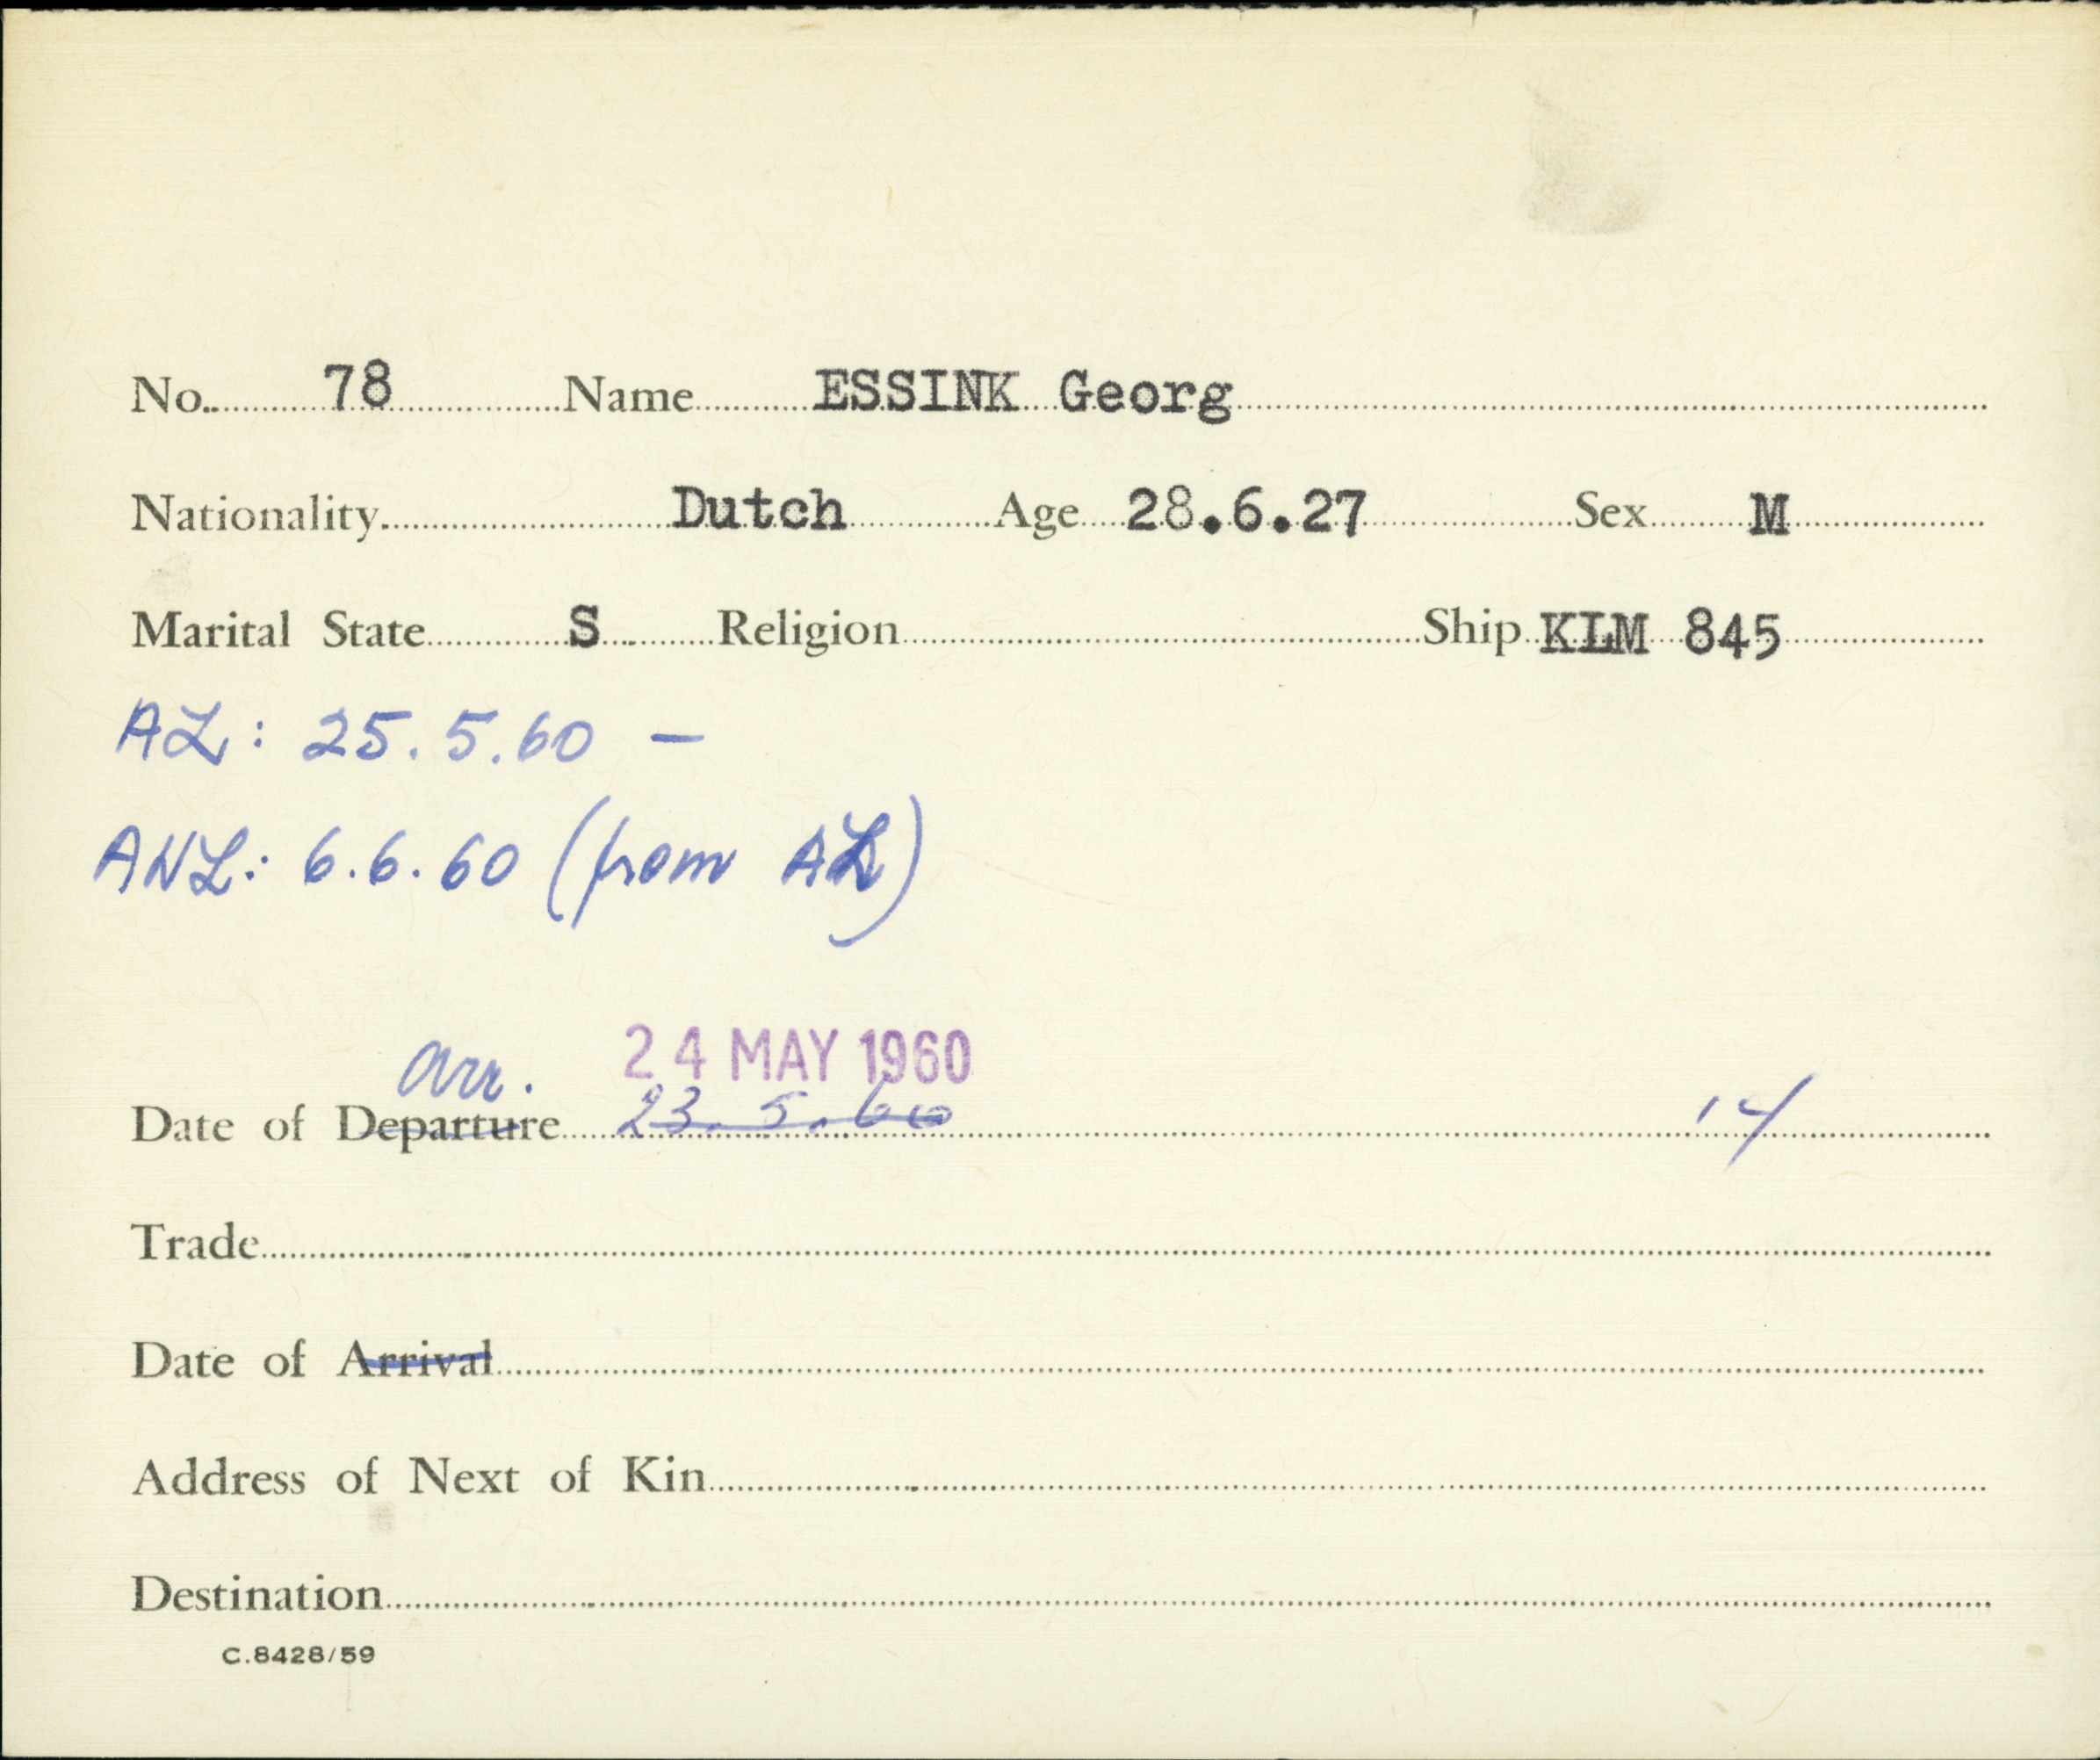 No. 78 Name ESSINK Georg
Nationality Dutch Age 28.6.27 Sex M
Marital State S Religion Ship KLM 845
AL: 25.5.60 –
ANL: 6.6.60 (from AL)
arr. 24 MAY 1960
Date of Departure 23.5.60 14
Trade
Date of Arrival
Address of Next of Kin
Destination
C.8428/59